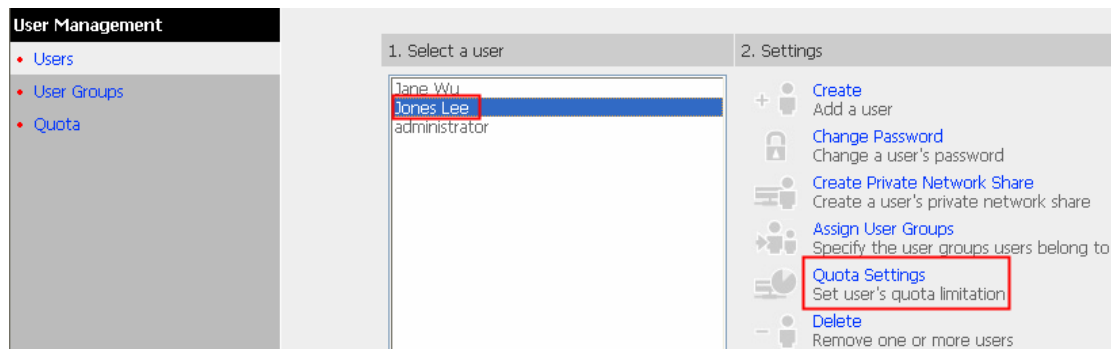 User Management
Users
User Groups
Quota
1. Select a user
Jane Wu
Jones Lee
administrator
2. Settings
Create
Add a user
Change Password
Change a user's password
Create Private Network Share
Create a user's private network share
Assign User Groups
Specify the user groups users belong to
Quota Settings
Set user's quota limitation
Delete
Remove one or more users